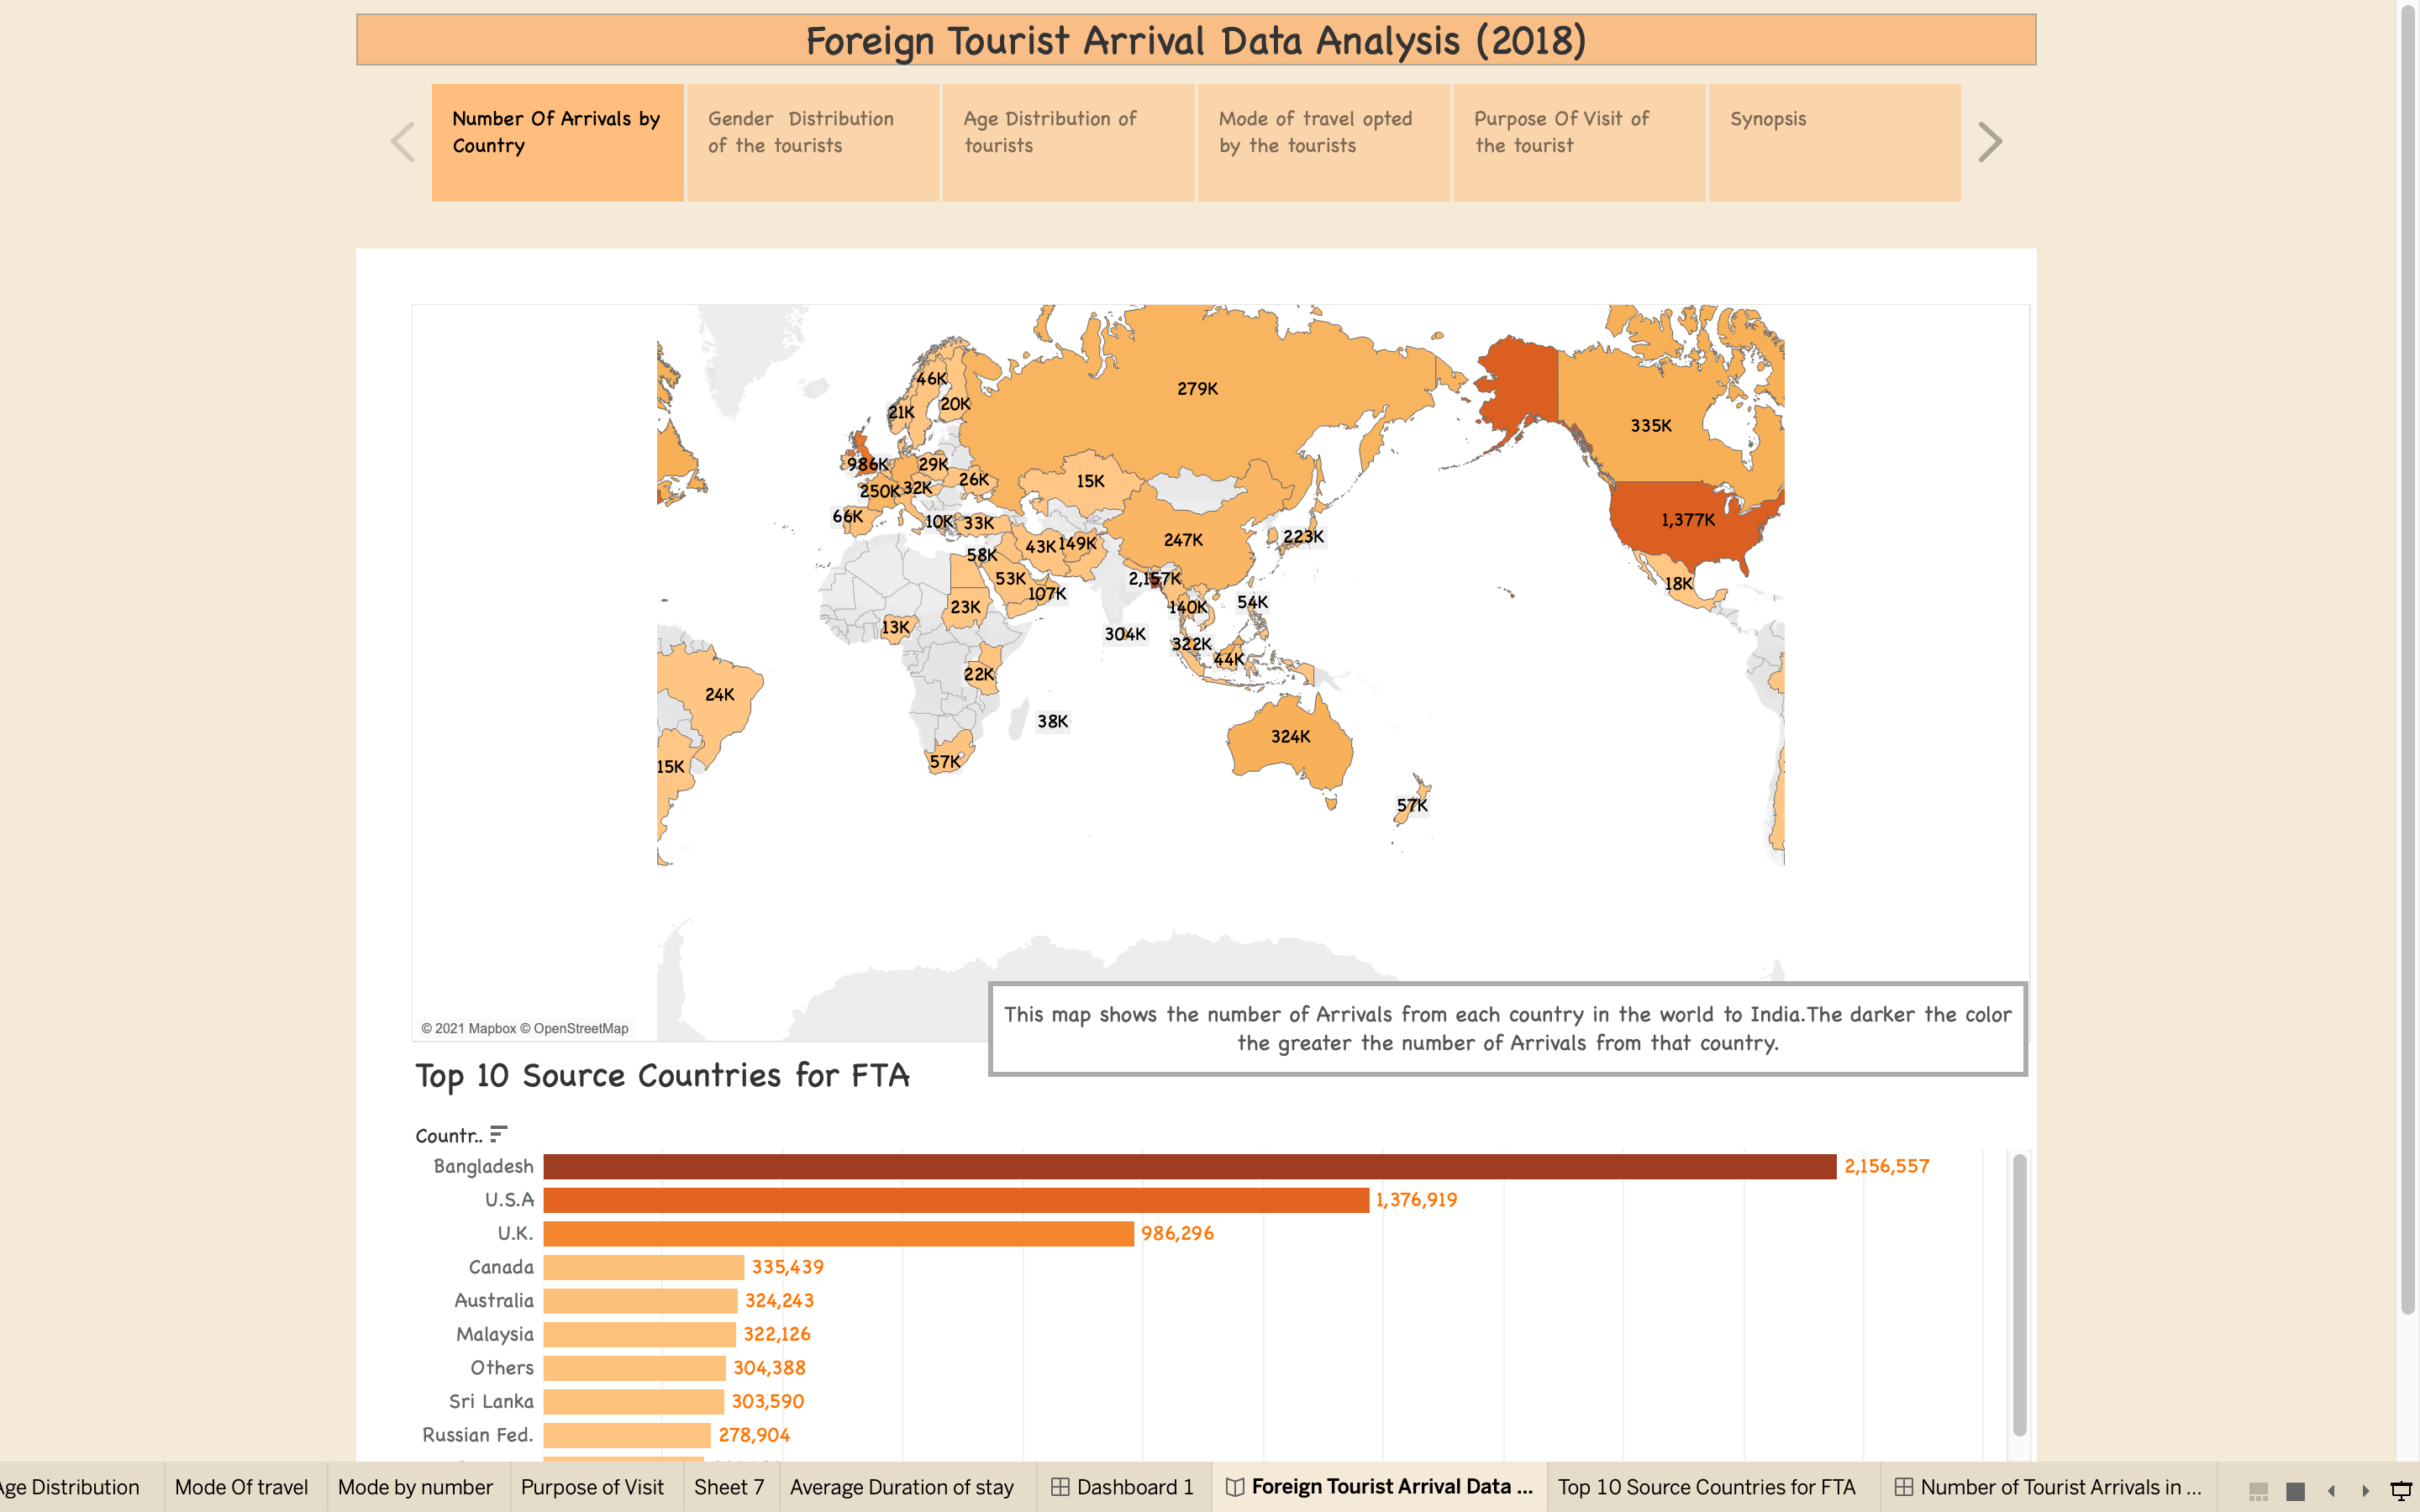 Foreign Tourist Arrival Data Analysis (2018)
Number Of Arrivals by
Country
Gender Distribution
of the tourists
Age Distribution of
tourists
Mode of travel opted
by the tourists
Purpose Of Visit of
the tourist
Synopsis
46K
279K
21K
20K
335K
986K
29K
250K
32K
26K
15K
66K
10K
33K
1,377K
58K
43K
149K
247K
223K
53K
2,157K
18K
107K
23K
140K
54K
13K
304K
322K
44K
22K
24K
38K
324K
15K
57K
57K
© 2021 Mapbox © OpenStreetMap
This map shows the number of Arrivals from each country in the world to India.The darker the color
the greater the number of Arrivals from that country.
Top 10 Source Countries for FTA
Countr..
Bangladesh 2,156,557
U.S.A 1,376,919
U.K. 986,296
Canada 335,439
Australia 324,243
Malaysia 322,126
Others 304,388
Sri Lanka 303,590
Russian Fed. 278,904
Age Distribution
Mode Of travel
Mode by number
Purpose of Visit
Sheet 7
Average Duration of stay
Dashboard 1
Foreign Tourist Arrival Data ...
Top 10 Source Countries for FTA
Number of Tourist Arrivals in ...